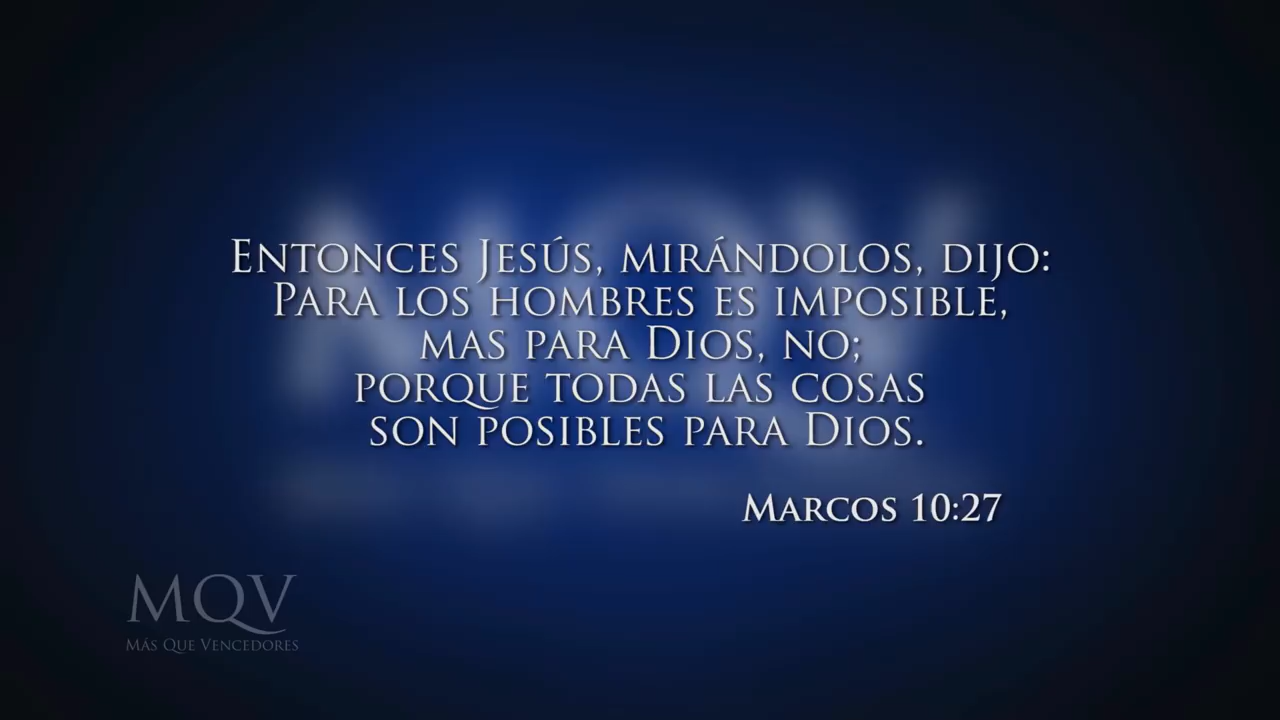 Entonces Jesús, mirándolos, dijo:
Para los hombres es imposible,
mas para Dios, no;
porque todas las cosas
son posibles para Dios.
Marcos 10:27
MQV
Más Que Vencedores